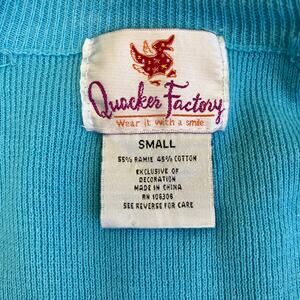 Quacker Factory
Wear it with a smile
SMALL
55% RAMIE 45% COTTON
EXCLUSIVE OF
DECORATION
MADE IN CHINA
RN 106306
SEE REVERSE FOR CARE